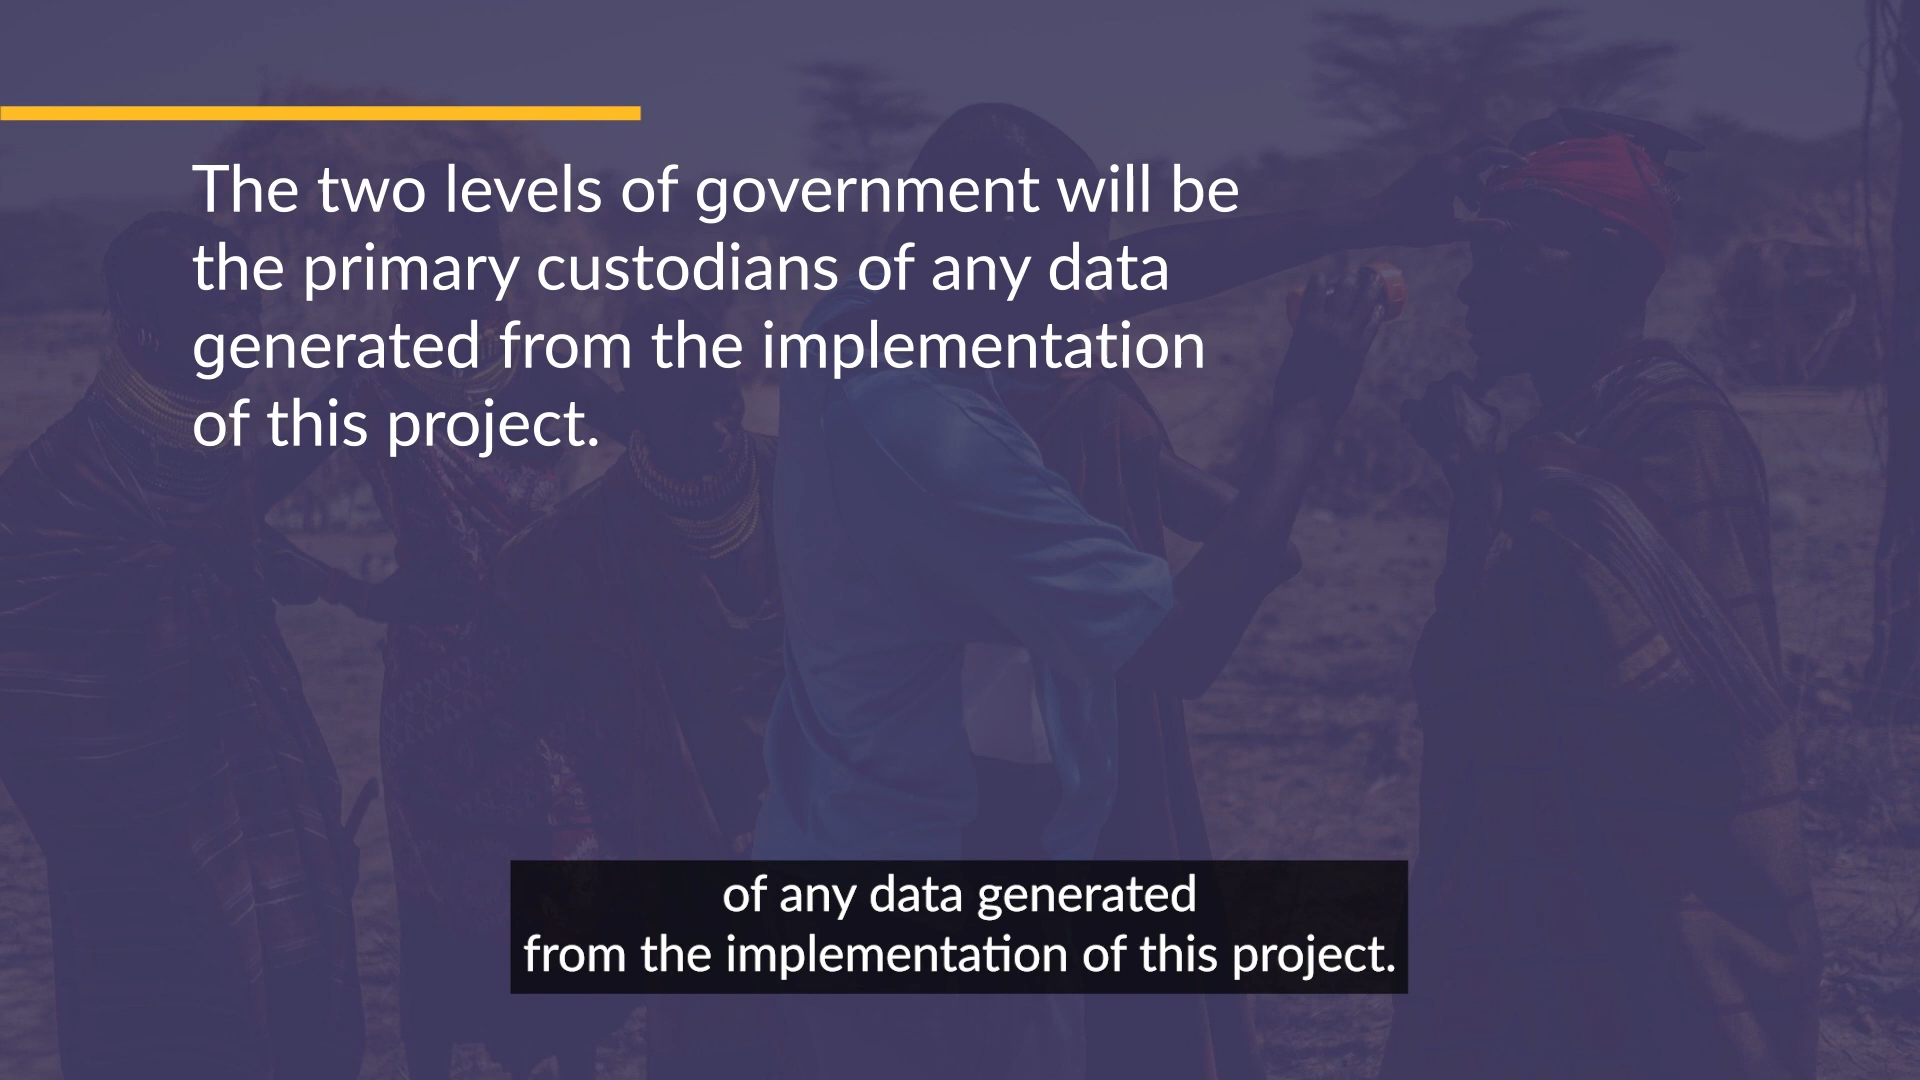 The two levels of government will be
the primary custodians of any data
generated from the implementation
of this project.
of any data generated
from the implementation of this project.